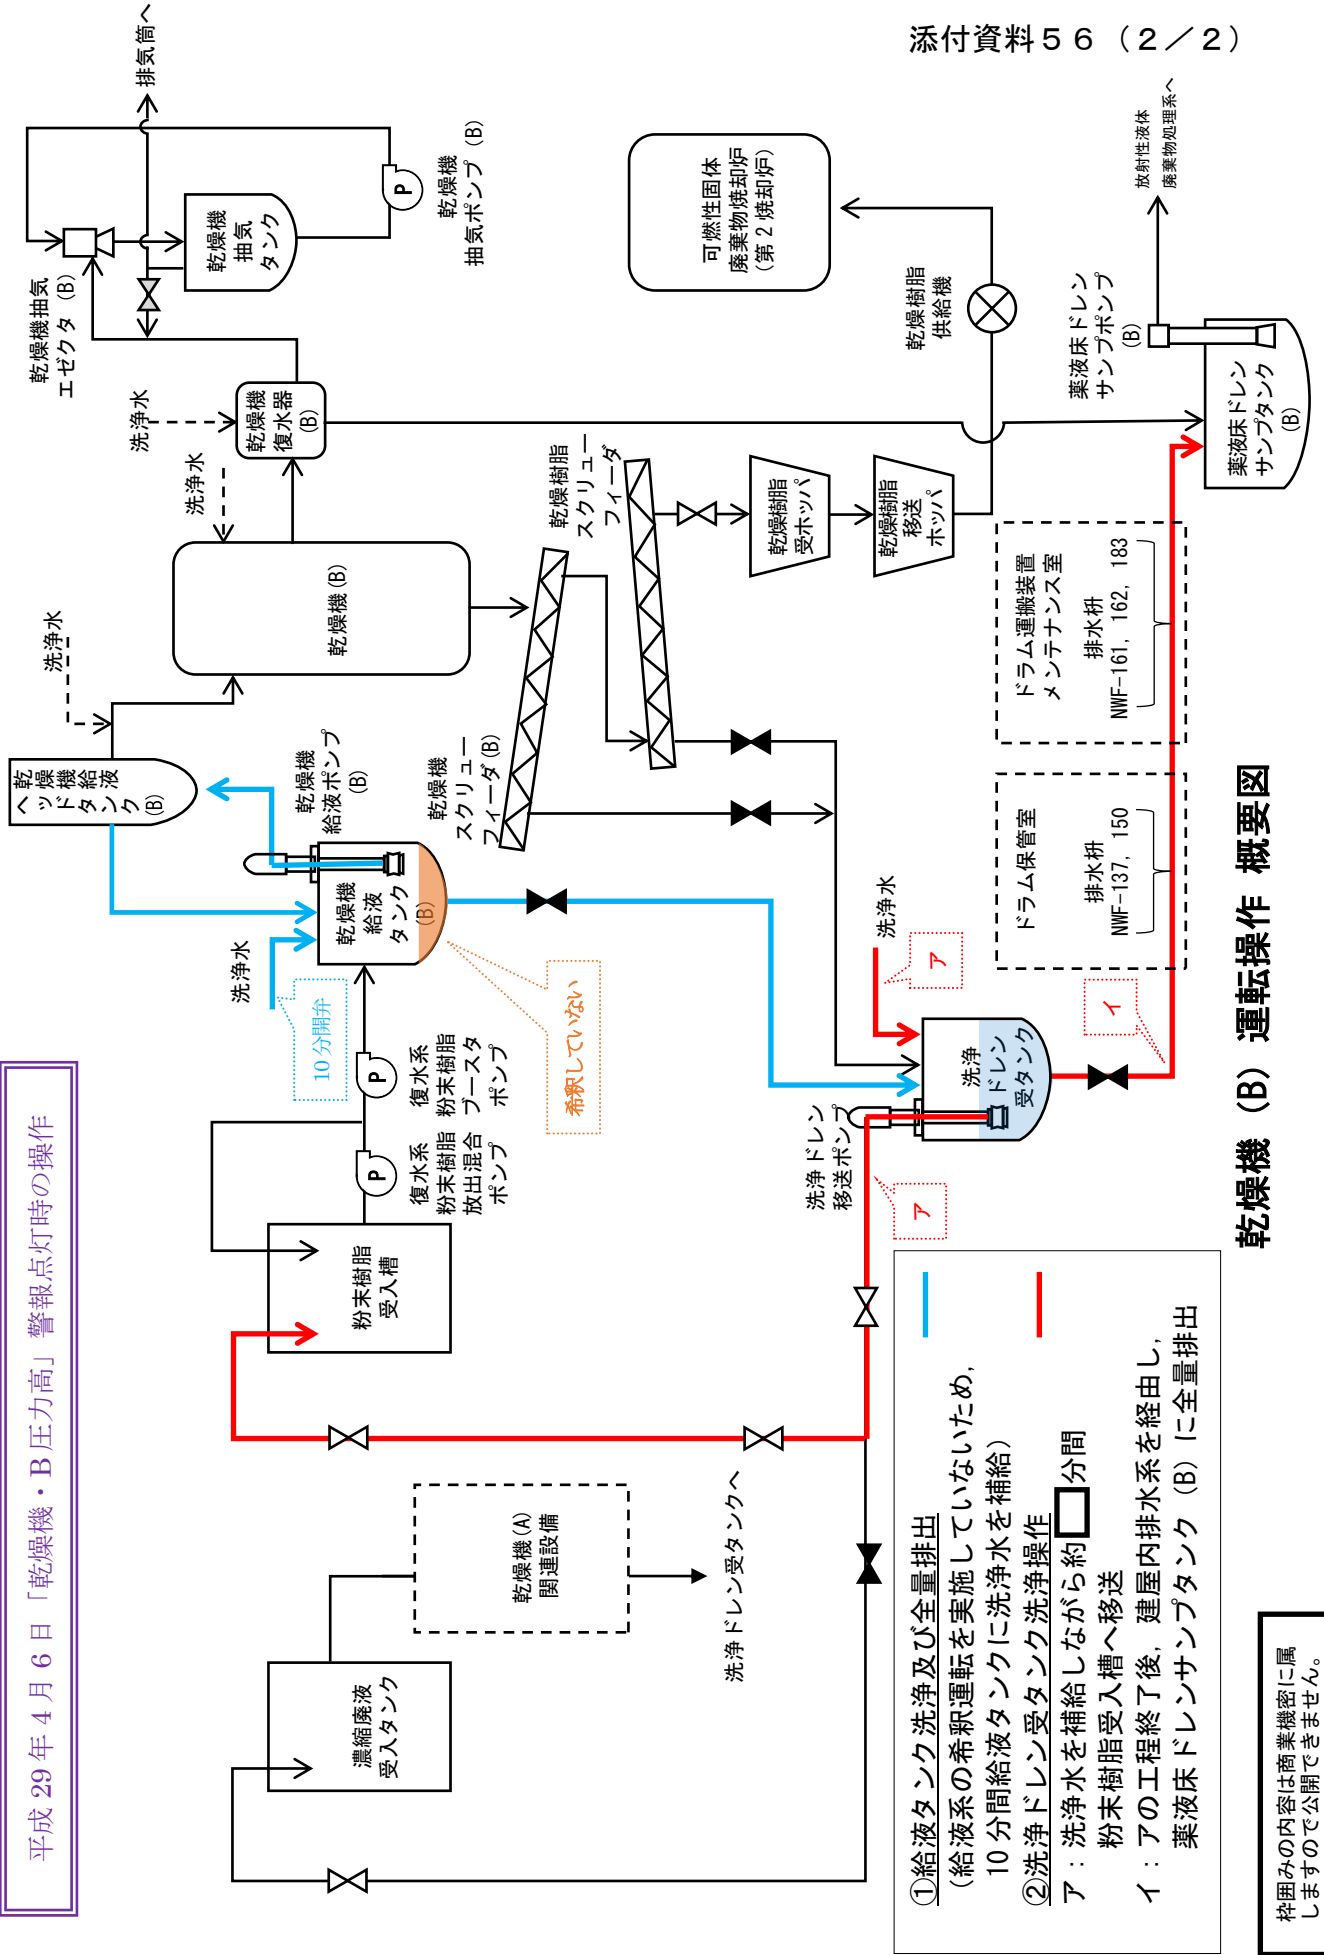 添付資料５６（２／２）
平成 29 年 4 月 6 日「乾燥機・B 圧力高」警報点灯時の操作
排気筒へ
乾燥機抽気
エゼクタ (B)
乾燥機
抽気
タンク
P
乾燥機
抽気ポンプ (B)
洗浄水
乾燥機
復水器
(B)
洗浄水
乾燥機(B)
洗浄水
乾燥機給液
ヘッドタンク
(B)
乾燥機
給液ポンプ
(B)
乾燥機
給液
タンク
(B)
洗浄水
10 分開弁
希釈していない
P
復水系
粉末樹脂
ブースタ
ポンプ
P
復水系
粉末樹脂
放出混合
ポンプ
粉末樹脂
受入槽
濃縮廃液
受入タンク
乾燥機(A)
関連設備
洗浄ドレン受タンクへ
乾燥機
スクリュー
フィーダ(B)
乾燥樹脂
スクリュー
フィーダ
乾燥樹脂
受ホッパ
乾燥樹脂
移送
ホッパ
乾燥樹脂
供給機
可燃性固体
廃棄物焼却炉
(第２焼却炉)
放射性液体
廃棄物処理系へ
薬液床ドレン
サンプポンプ
(B)
薬液床ドレン
サンプタンク
(B)
ドラム運搬装置
メンテナンス室
排水枡
NWF-161, 162, 183
ドラム保管室
排水枡
NWF-137, 150
洗浄水
ア
イ
洗浄
ドレン
受タンク
洗浄ドレン
移送ポンプ
ア
①給液タンク洗浄及び全量排出
(給液系の希釈運転を実施していないため,
10 分間給液タンクに洗浄水を補給)
②洗浄ドレン受タンク洗浄操作
ア：洗浄水を補給しながら約 分間
粉末樹脂受入槽へ移送
イ：アの工程終了後，建屋内排水系を経由し,
薬液床ドレンサンプタンク (B) に全量排出
乾燥機（B）運転操作 概要図
枠囲みの内容は商業機密に属
しますので公開できません。